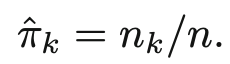 π̂ₖ = nₖ/n.